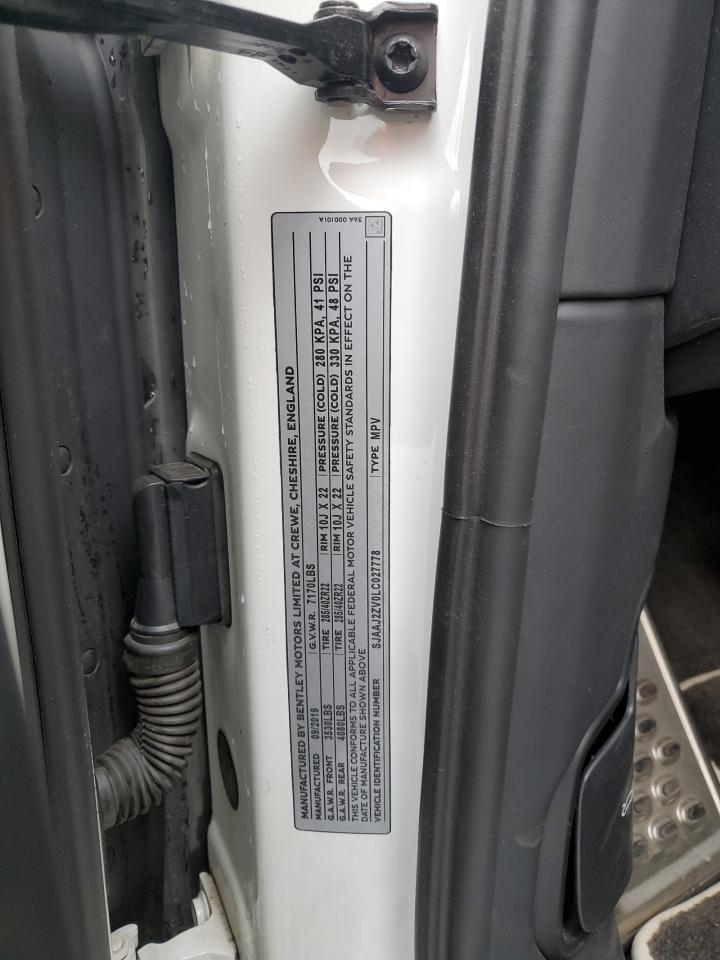 36A 000101A
MANUFACTURED BY BENTLEY MOTORS LIMITED AT CREWE, CHESHIRE, ENGLAND
MANUFACTURED 09/2019 G.V.W.R. 7170LBS
G.A.W.R. FRONT 3530LBS TIRE 285/40ZR22 RIM 10J X 22 PRESSURE (COLD) 280 KPA, 41 PSI
G.A.W.R. REAR 4080LBS TIRE 285/40ZR22 RIM 10J X 22 PRESSURE (COLD) 330 KPA, 48 PSI
THIS VEHICLE CONFORMS TO ALL APPLICABLE FEDERAL MOTOR VEHICLE SAFETY STANDARDS IN EFFECT ON THE
DATE OF MANUFACTURE SHOWN ABOVE
VEHICLE IDENTIFICATION NUMBER SJAAJ2ZV0LC027778 TYPE MPV